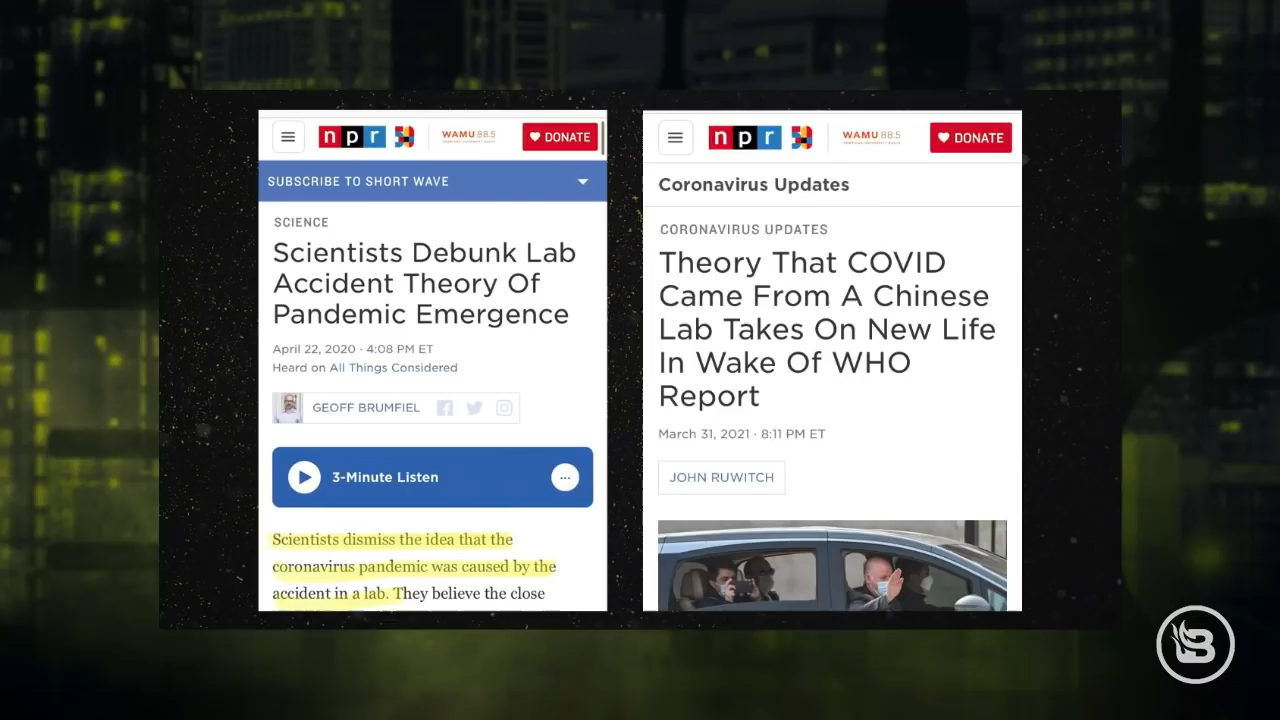 npr
WAMU 88.5
DONATE
SUBSCRIBE TO SHORT WAVE
SCIENCE
Scientists Debunk Lab
Accident Theory Of
Pandemic Emergence
April 22, 2020 · 4:08 PM ET
Heard on All Things Considered
GEOFF BRUMFIEL
3-Minute Listen
Scientists dismiss the idea that the
coronavirus pandemic was caused by the
accident in a lab. They believe the close
npr
WAMU 88.5
DONATE
Coronavirus Updates
CORONAVIRUS UPDATES
Theory That COVID
Came From A Chinese
Lab Takes On New Life
In Wake Of WHO
Report
March 31, 2021 · 8:11 PM ET
JOHN RUWITCH
B